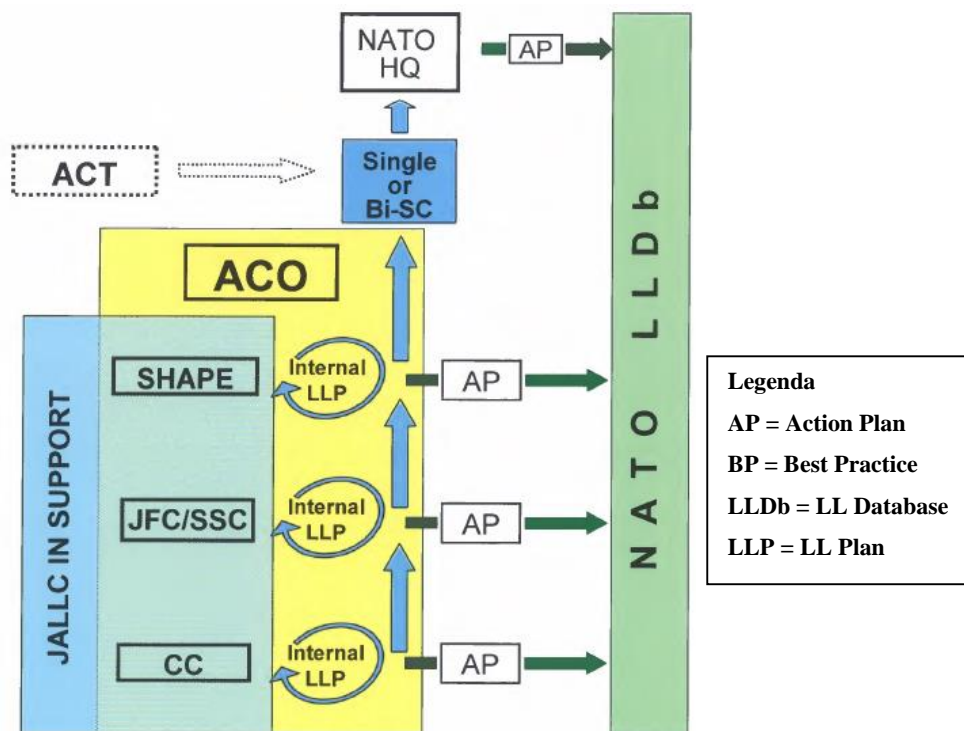 NATO
HQ
AP
ACT
Single
or
Bi-SC
ACO
SHAPE
Internal
LLP
AP
JFC/SSC
Internal
LLP
AP
CC
Internal
LLP
AP
JALLC IN SUPPORT
NATO LLDb
Legenda
AP = Action Plan
BP = Best Practice
LLDb = LL Database
LLP = LL Plan